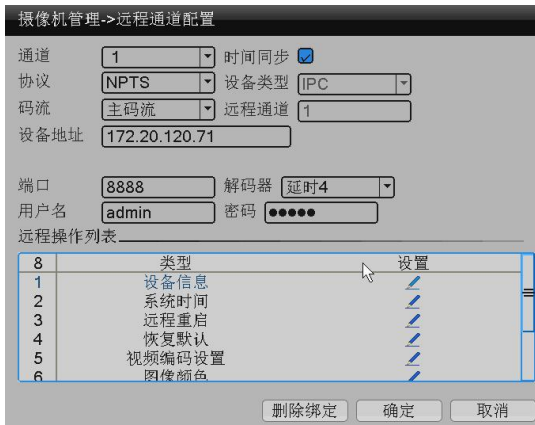 摄像机管理->远程通道配置
通道 1 时间同步
协议 NPTS 设备类型 IPC
码流 主码流 远程通道 1
设备地址 172.20.120.71
端口 8888 解码器 延时4
用户名 admin 密码 ●●●●●
远程操作列表
8 类型 设置
1 设备信息
2 系统时间
3 远程重启
4 恢复默认
5 视频编码设置
6 图像颜色
删除绑定 确定 取消